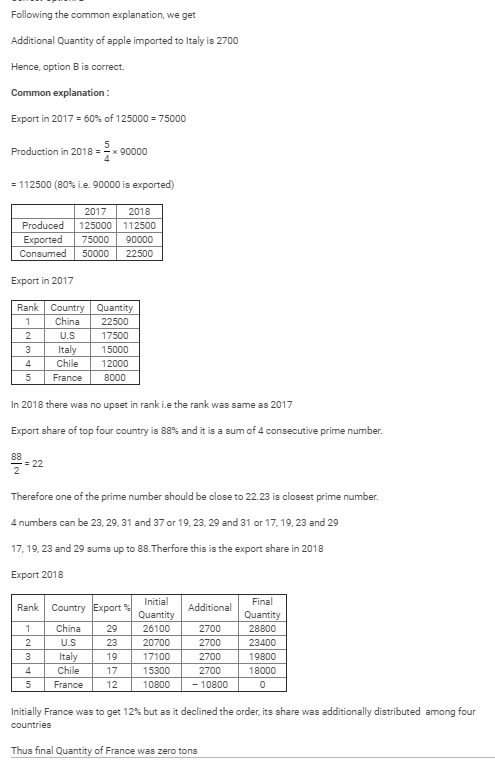 Following the common explanation, we get
Additional Quantity of apple imported to Italy is 2700
Hence, option B is correct.
Common explanation :
Export in 2017 = 60% of 125000 = 75000
Production in 2018 = 5/4 × 90000
= 112500 (80% i.e. 90000 is exported)
2017 2018
Produced 125000 112500
Exported 75000 90000
Consumed 50000 22500
Export in 2017
Rank Country Quantity
1 China 22500
2 U.S 17500
3 Italy 15000
4 Chile 12000
5 France 8000
In 2018 there was no upset in rank i.e the rank was same as 2017
Export share of top four country is 88% and it is a sum of 4 consecutive prime number.
88/2 = 22
Therefore one of the prime number should be close to 22.23 is closest prime number.
4 numbers can be 23, 29, 31 and 37 or 19, 23, 29 and 31 or 17, 19, 23 and 29
17, 19, 23 and 29 sums up to 88.Therfore this is the export share in 2018
Export 2018
Rank Country Export % Initial Quantity Additional Final Quantity
1 China 29 26100 2700 28800
2 U.S 23 20700 2700 23400
3 Italy 19 17100 2700 19800
4 Chile 17 15300 2700 18000
5 France 12 10800 – 10800 0
Initially France was to get 12% but as it declined the order, its share was additionally distributed among four
countries
Thus final Quantity of France was zero tons